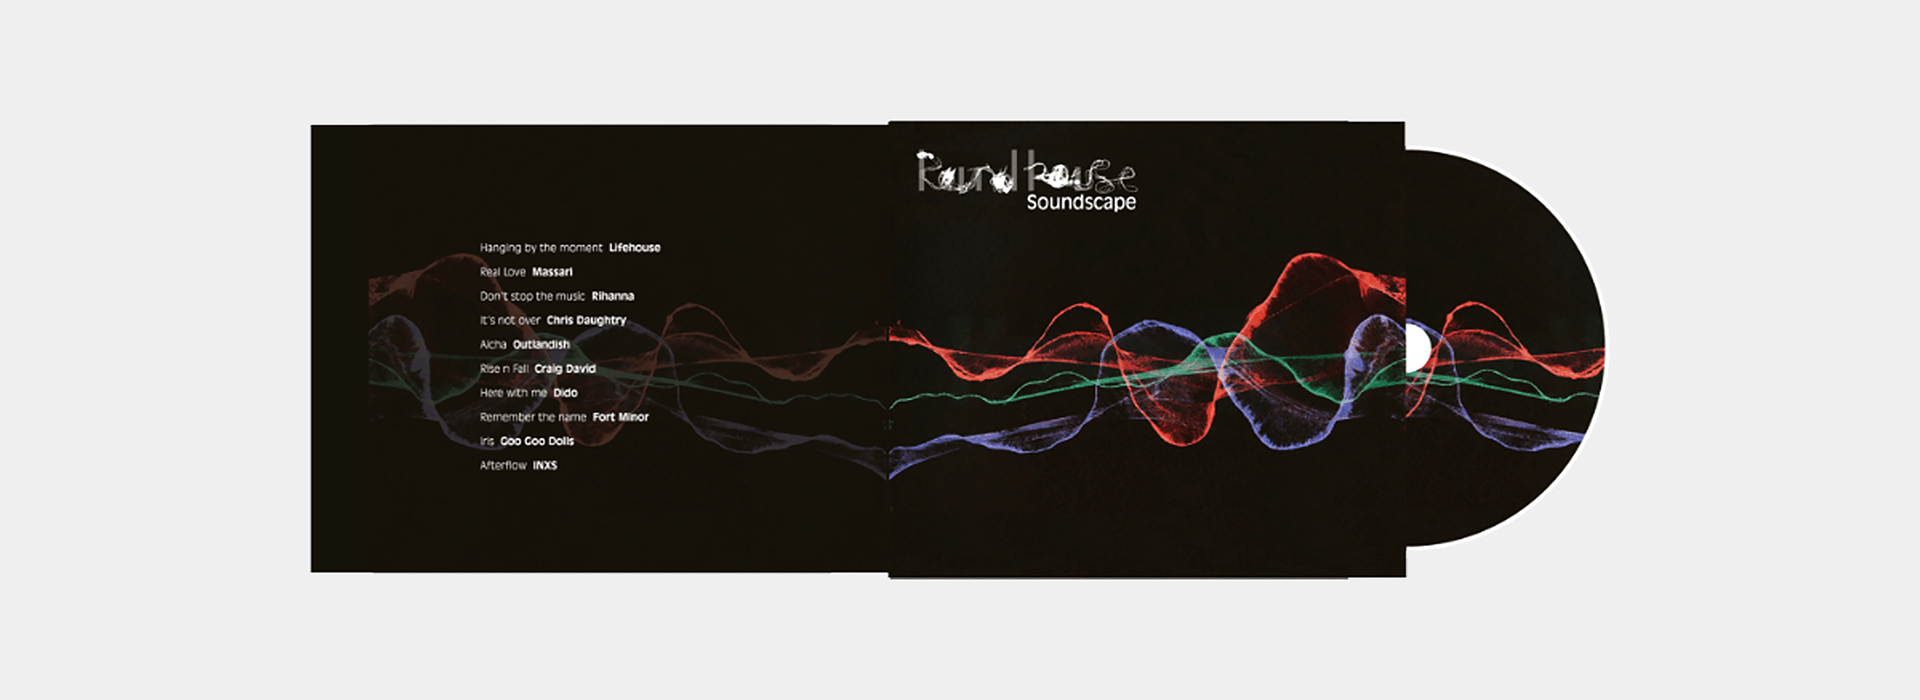 Roundhouse
Soundscape
Hanging by the moment Lifehouse
Real Love Massari
Don't stop the music Rihanna
It's not over Chris Daughtry
Aicha Outlandish
Rise n Fall Craig David
Here with me Dido
Remember the name Fort Minor
Iris Goo Goo Dolls
Afterflow INXS